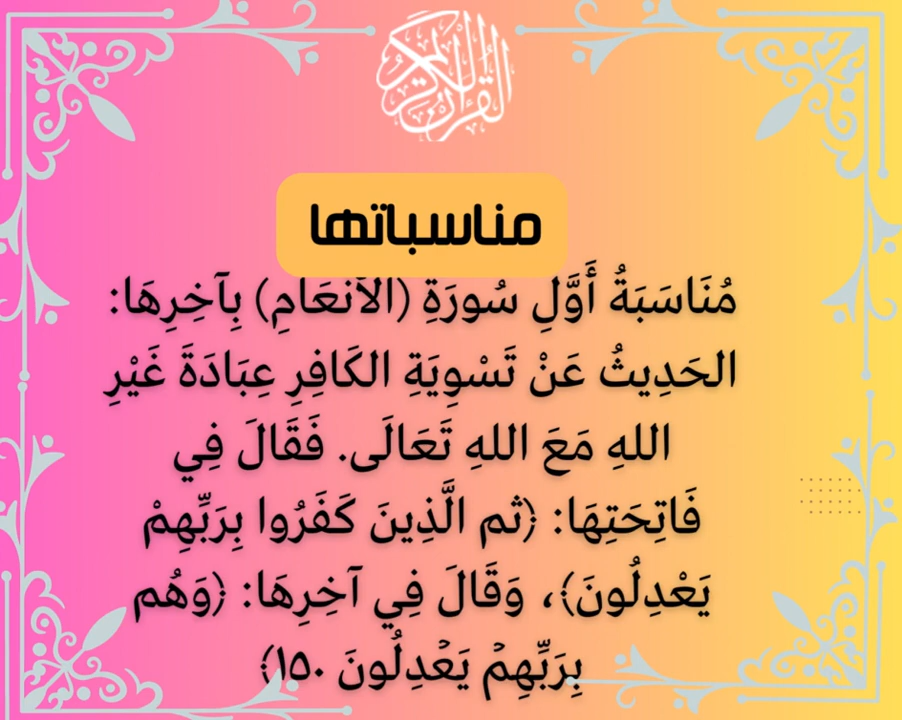 القرآن الكريم
مناسباتها
مُنَاسَبَةُ أَوَّلِ سُورَةِ (الأَنعَامِ) بِآخِرِهَا:
الحَدِيثُ عَنْ تَسْوِيَةِ الكَافِرِ عِبَادَةَ غَيْرِ
اللهِ مَعَ اللهِ تَعَالَى. فَقَالَ فِي
فَاتِحَتِهَا: {ثم الَّذِينَ كَفَرُوا بِرَبِّهِمْ
يَعْدِلُونَ}، وَقَالَ فِي آخِرِهَا: {وَهُم
بِرَبِّهِمۡ يَعۡدِلُونَ ١٥٠}